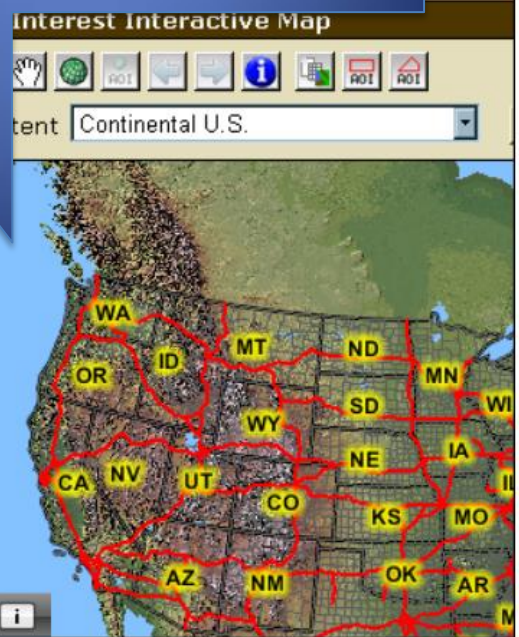 Interest Interactive Map
AOI
AOI
AOI
tent Continental U.S.
WA
MT
ND
ID
MN
OR
SD
WI
WY
IA
NE
CA
NV
UT
IL
CO
KS
MO
AZ
NM
OK
AR
i